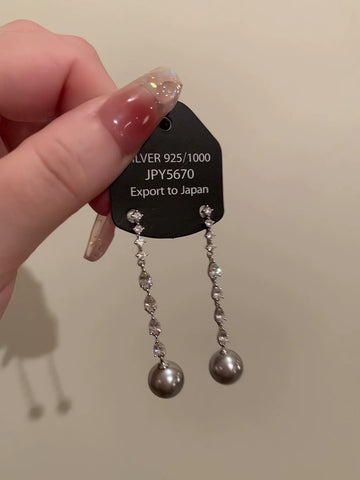 ILVER 925/1000
JPY5670
Export to Japan